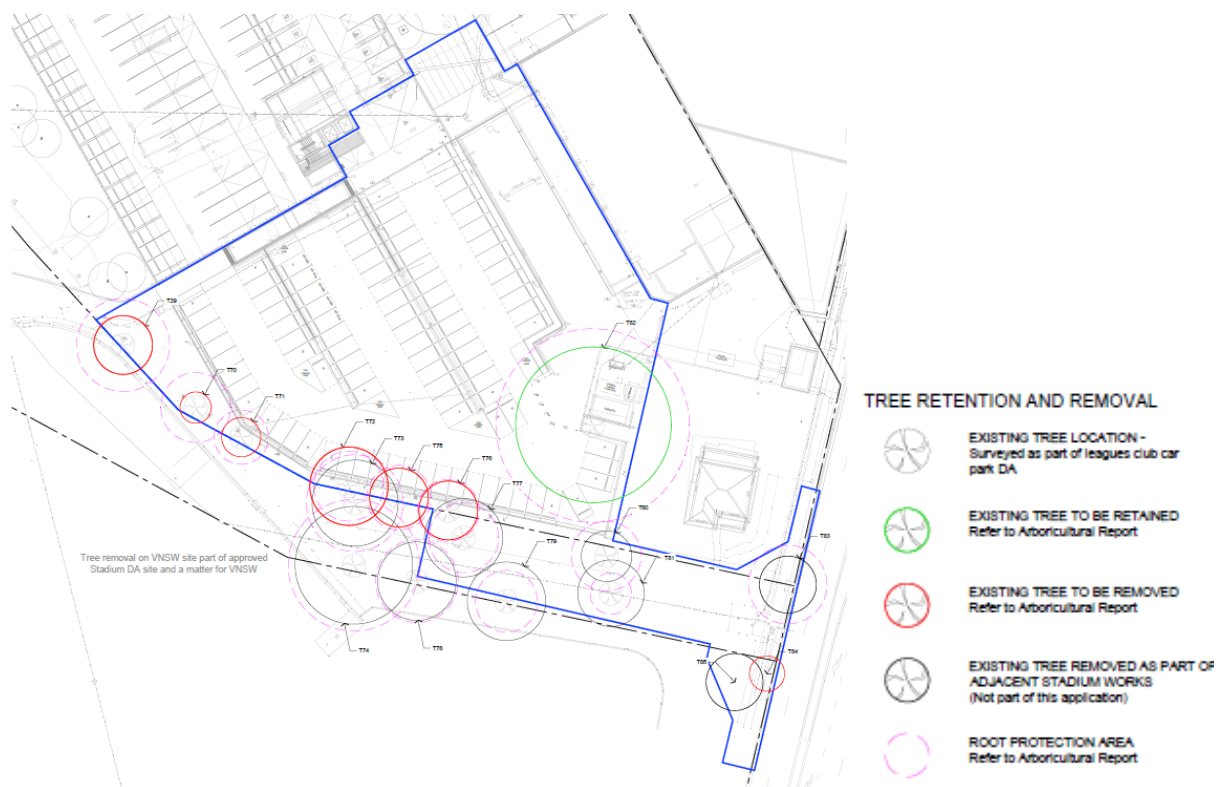 T29
T70
T71
T72
T73
T75
T76
T77
T79
T80
T81
T82
T83
T84
T85
T74
T78
Tree removal on VNSW site part of approved
Stadium DA site and a matter for VNSW
TREE RETENTION AND REMOVAL
EXISTING TREE LOCATION -
Surveyed as part of leagues club car
park DA
EXISTING TREE TO BE RETAINED
Refer to Arboricultural Report
EXISTING TREE TO BE REMOVED
Refer to Arboricultural Report
EXISTING TREE REMOVED AS PART OF
ADJACENT STADIUM WORKS
(Not part of this application)
ROOT PROTECTION AREA
Refer to Arboricultural Report